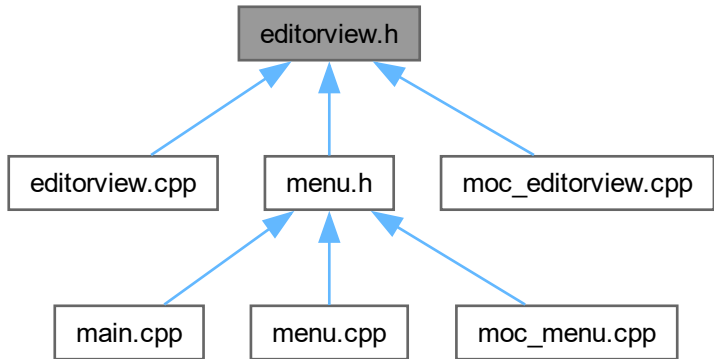 editorview.h
editorview.cpp
menu.h
moc_editorview.cpp
main.cpp
menu.cpp
moc_menu.cpp